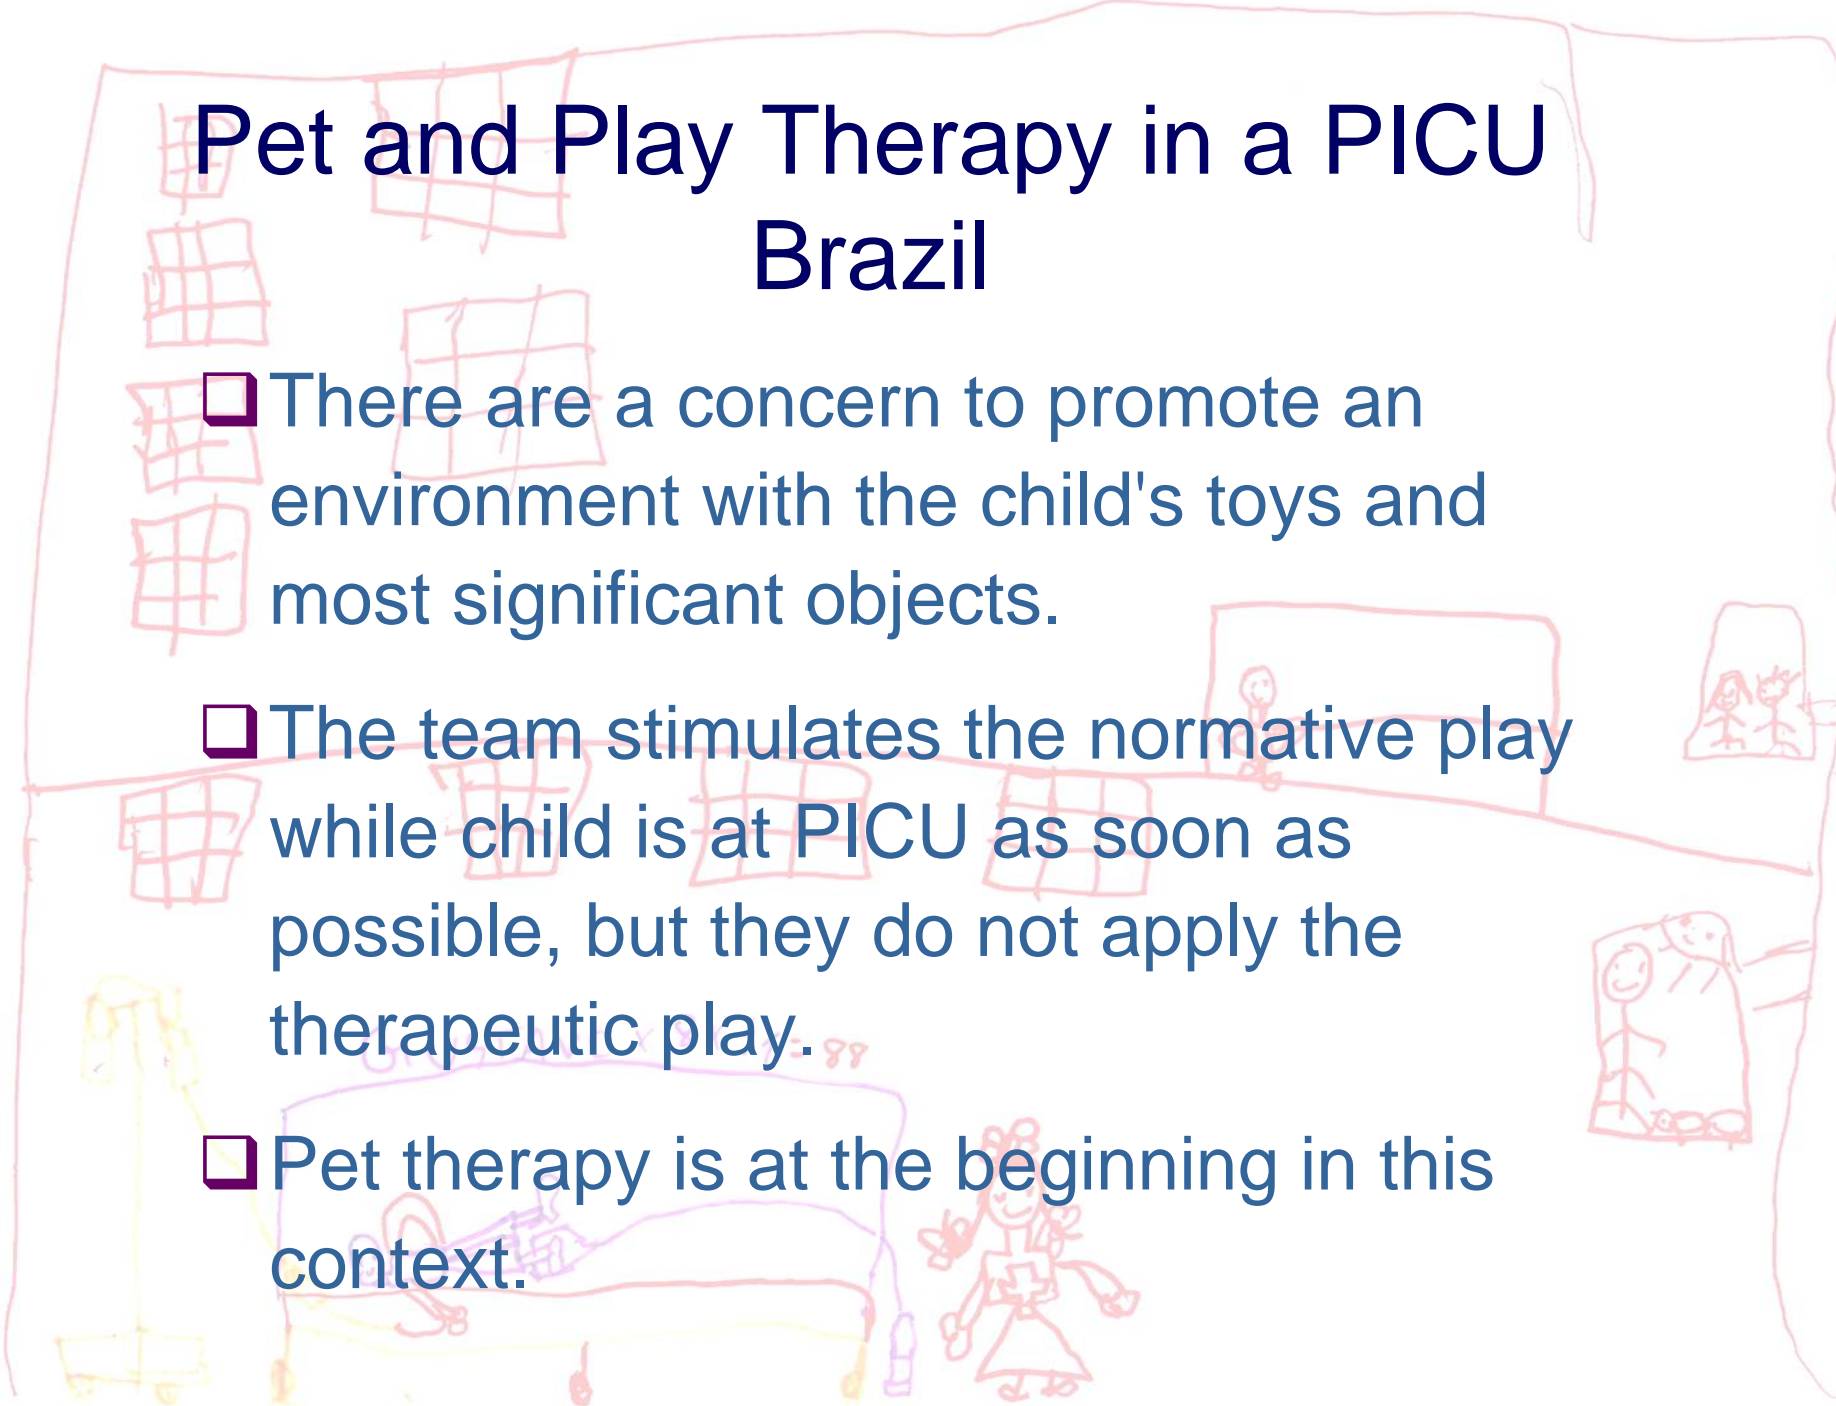 Pet and Play Therapy in a PICU
Brazil
There are a concern to promote an
environment with the child's toys and
most significant objects.
The team stimulates the normative play
while child is at PICU as soon as
possible, but they do not apply the
therapeutic play.
= 88
Pet therapy is at the beginning in this
context.